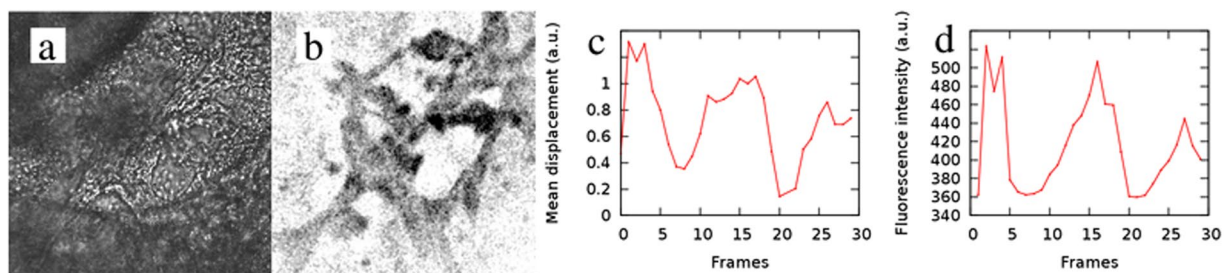 a
b
c
Mean displacement (a.u.)
1
0.8
0.6
0.4
0.2
0
0 5 10 15 20 25 30
Frames
d
Fluorescence intensity (a.u.)
500
480
460
440
420
400
380
360
340
0 5 10 15 20 25 30
Frames